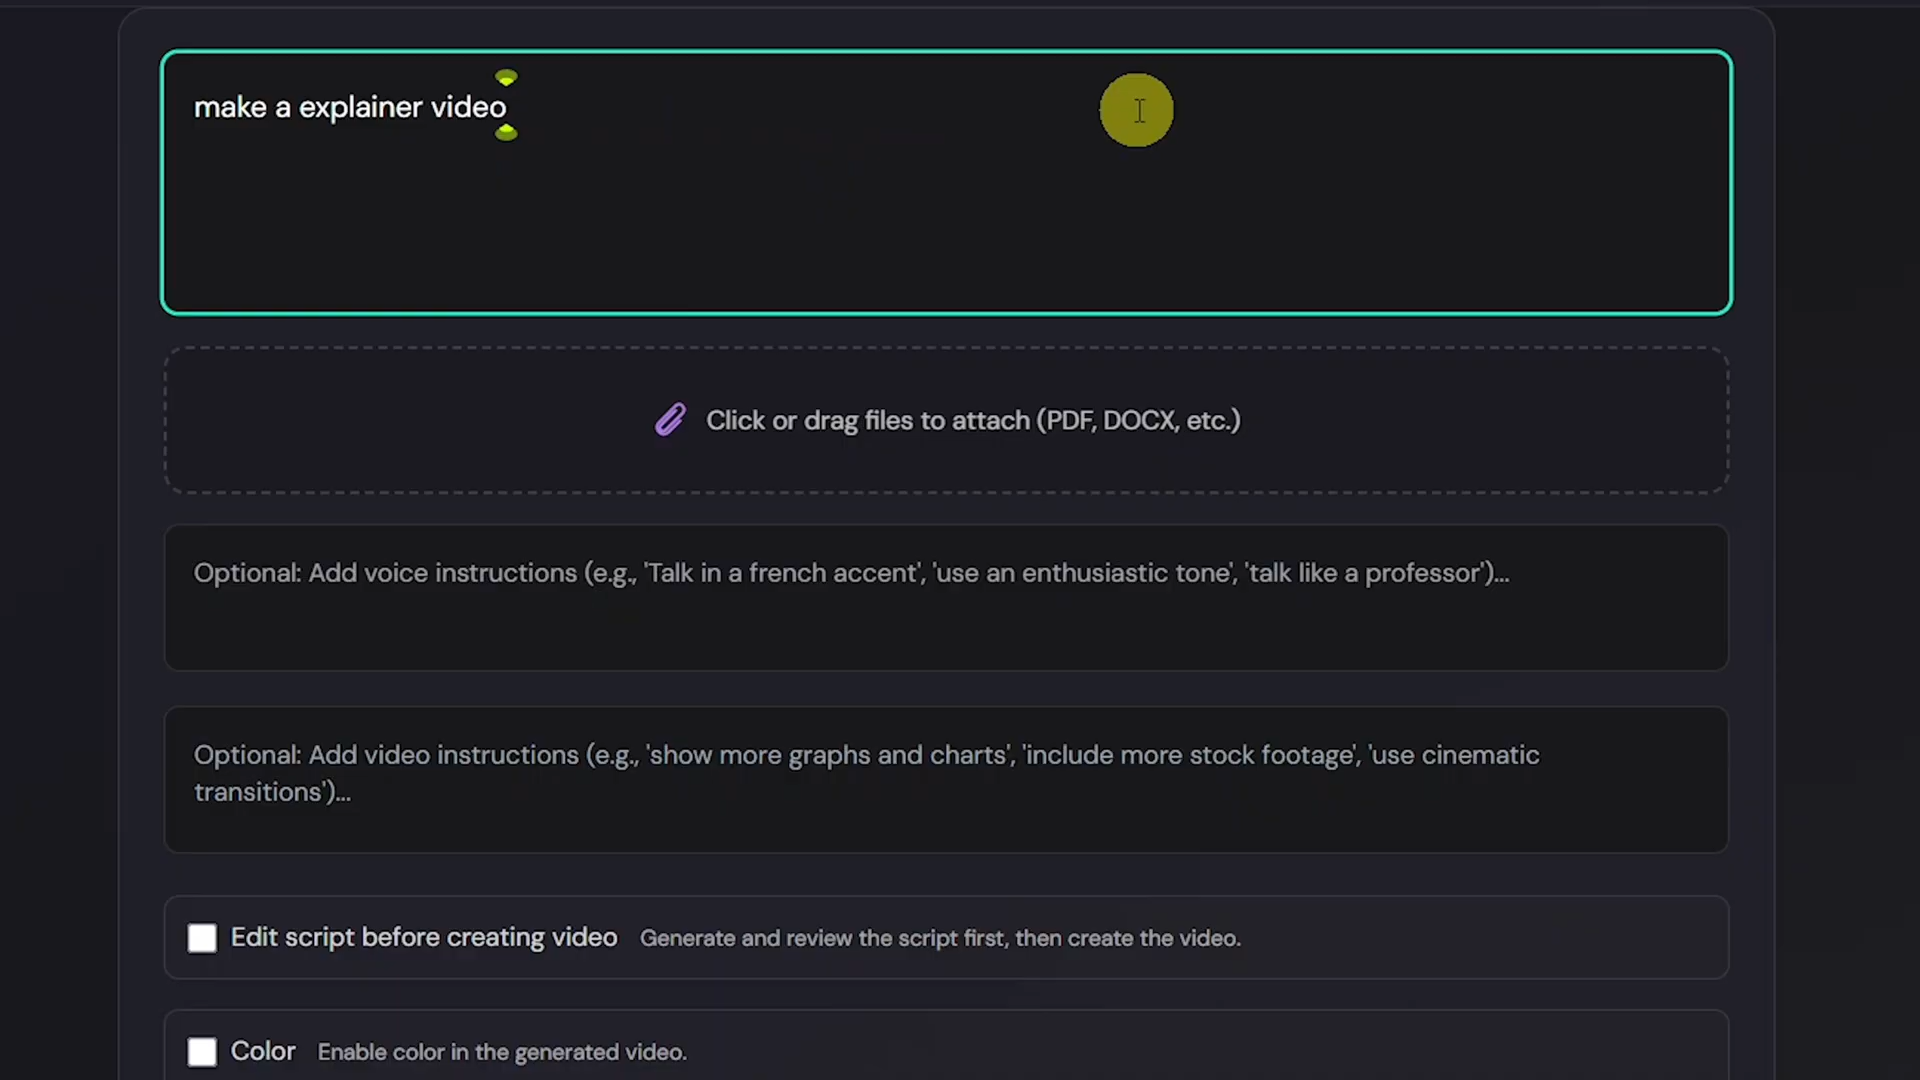 make a explainer video
Click or drag files to attach (PDF, DOCX, etc.)
Optional: Add voice instructions (e.g., 'Talk in a french accent', 'use an enthusiastic tone', 'talk like a professor')...
Optional: Add video instructions (e.g., 'show more graphs and charts', 'include more stock footage', 'use cinematic
transitions')...
Edit script before creating video Generate and review the script first, then create the video.
Color Enable color in the generated video.